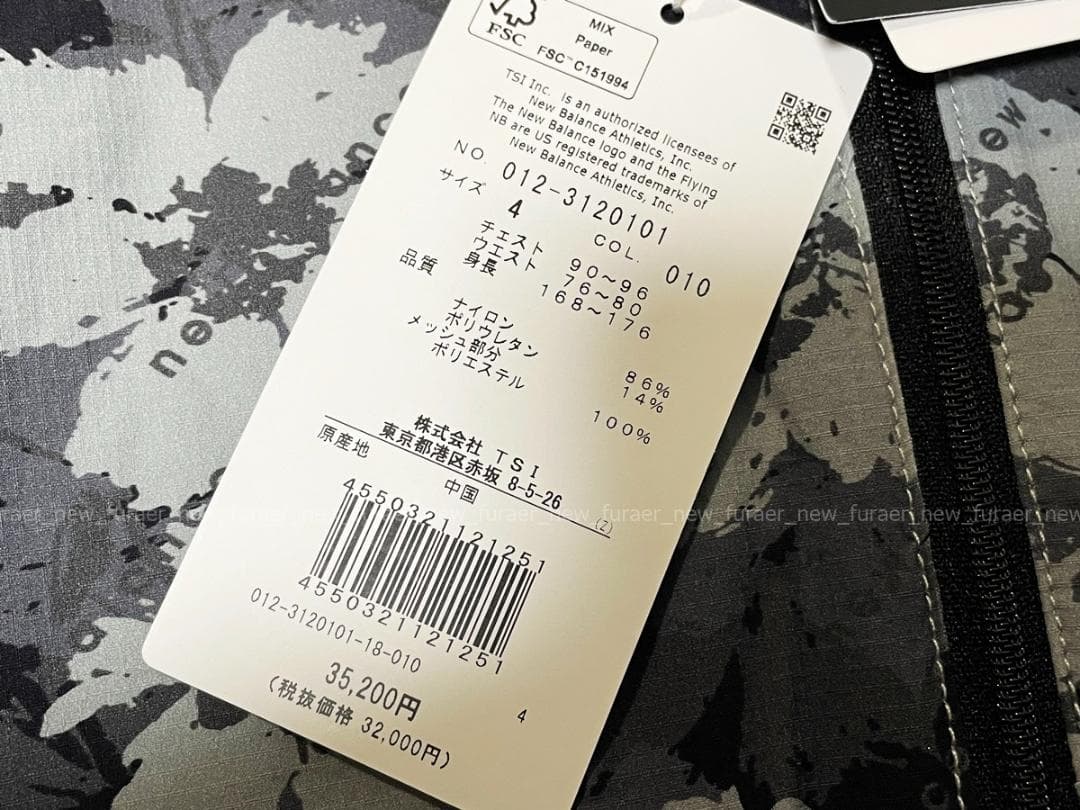 FSC
MIX
Paper
FSC™ C151994
TSI Inc. is an authorized licensees of
New Balance Athletics, Inc.
The New Balance logo and the Flying
NB are US registered trademarks of
New Balance Athletics, Inc.
NO 012-3120101
サイズ 4 COL. 010
チェスト 90〜96
ウエスト 76〜80
身長 168〜176
品質
ナイロン 86%
ポリウレタン 14%
メッシュ部分
ポリエステル 100%
株式会社 TSI
東京都港区赤坂 8-5-26
原産地 中国 (Z)
4550321121251
4550321121251
012-3120101-18-010
35,200円 4
(税抜価格 32,000円)
new
ew
_furaer_new_furaer_new_furaer_new_furaer_new_furaer_new_furaer_new_furaer